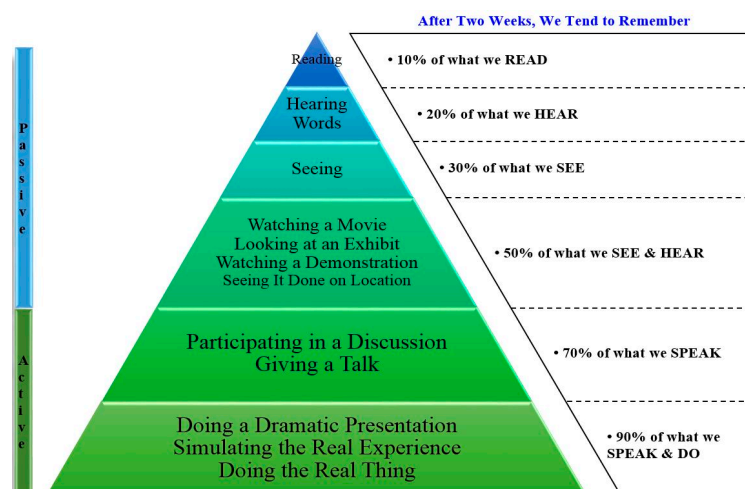 After Two Weeks, We Tend to Remember
Passive
Active
Reading
• 10% of what we READ
Hearing
Words
• 20% of what we HEAR
Seeing
• 30% of what we SEE
Watching a Movie
Looking at an Exhibit
Watching a Demonstration
Seeing It Done on Location
• 50% of what we SEE & HEAR
Participating in a Discussion
Giving a Talk
• 70% of what we SPEAK
Doing a Dramatic Presentation
Simulating the Real Experience
Doing the Real Thing
• 90% of what we
SPEAK & DO